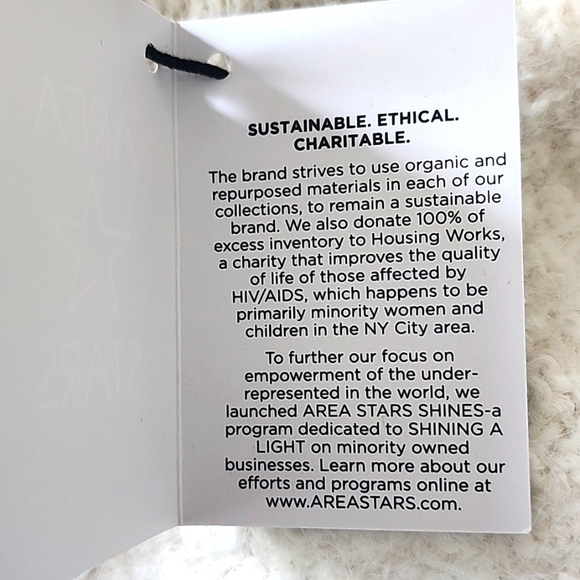 SUSTAINABLE. ETHICAL.
CHARITABLE.
The brand strives to use organic and
repurposed materials in each of our
collections, to remain a sustainable
brand. We also donate 100% of
excess inventory to Housing Works,
a charity that improves the quality
of life of those affected by
HIV/AIDS, which happens to be
primarily minority women and
children in the NY City area.
To further our focus on
empowerment of the under-
represented in the world, we
launched AREA STARS SHINES-a
program dedicated to SHINING A
LIGHT on minority owned
businesses. Learn more about our
efforts and programs online at
www.AREASTARS.com.